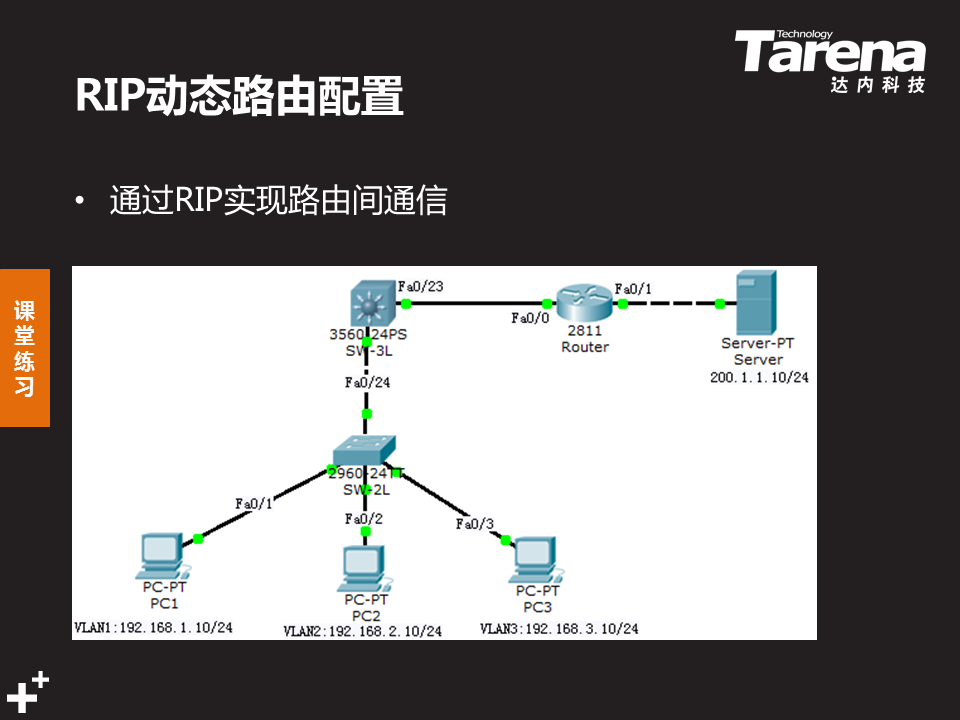 Technology
Tarena
达内科技
RIP动态路由配置
• 通过RIP实现路由间通信
课堂练习
Fa0/23
Fa0/1
Fa0/0
3560-24PS
SW-3L
2811
Router
Server-PT
Server
200.1.1.10/24
Fa0/24
2960-24TT
SW-2L
Fa0/1
Fa0/2
Fa0/3
PC-PT
PC1
PC-PT
PC2
PC-PT
PC3
VLAN1:192.168.1.10/24
VLAN2:192.168.2.10/24
VLAN3:192.168.3.10/24